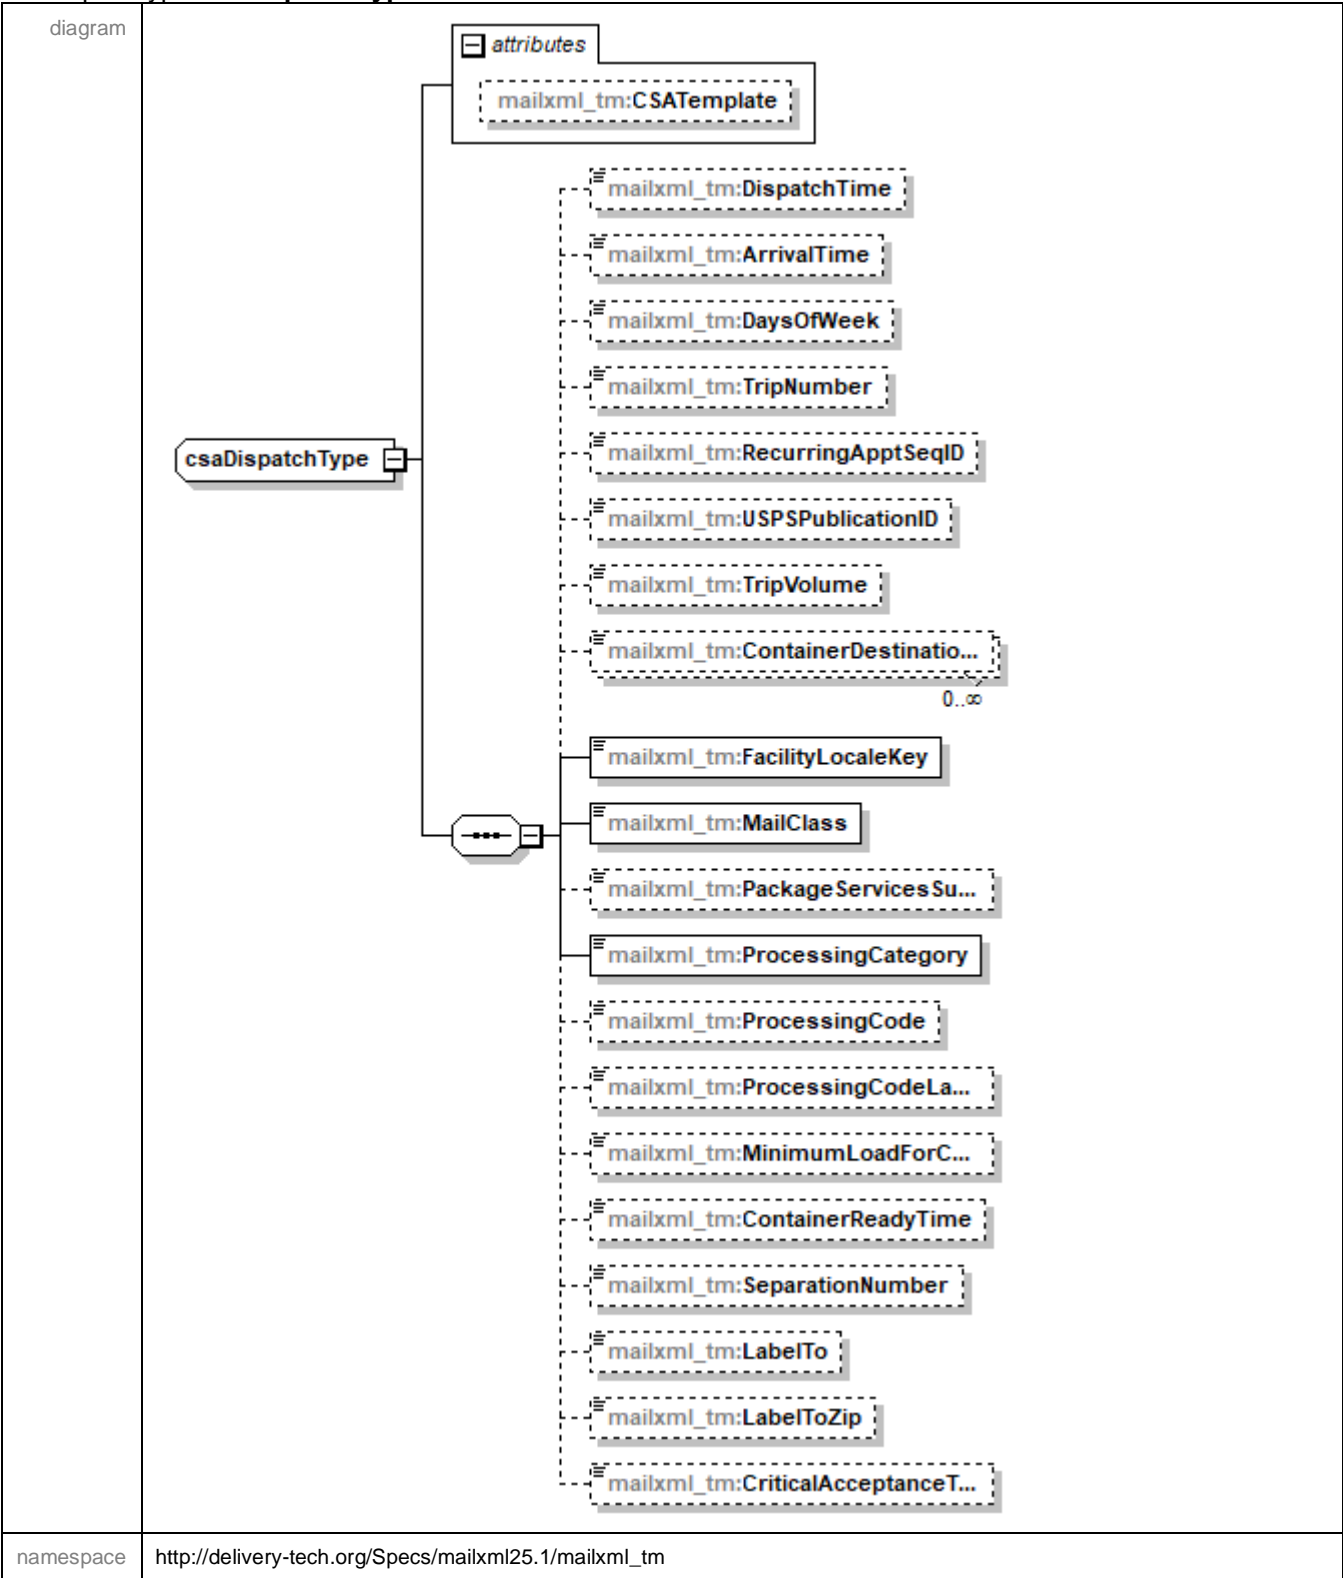 diagram
attributes
mailxml_tm:CSATemplate
mailxml_tm:DispatchTime
mailxml_tm:ArrivalTime
mailxml_tm:DaysOfWeek
mailxml_tm:TripNumber
mailxml_tm:RecurringApptSeqID
csaDispatchType
mailxml_tm:USPSPublicationID
mailxml_tm:TripVolume
mailxml_tm:ContainerDestinatio...
0..∞
mailxml_tm:FacilityLocaleKey
mailxml_tm:MailClass
mailxml_tm:PackageServicesSu...
mailxml_tm:ProcessingCategory
mailxml_tm:ProcessingCode
mailxml_tm:ProcessingCodeLa...
mailxml_tm:MinimumLoadForC...
mailxml_tm:ContainerReadyTime
mailxml_tm:SeparationNumber
mailxml_tm:LabelTo
mailxml_tm:LabelToZip
mailxml_tm:CriticalAcceptanceT...
namespace http://delivery-tech.org/Specs/mailxml25.1/mailxml_tm